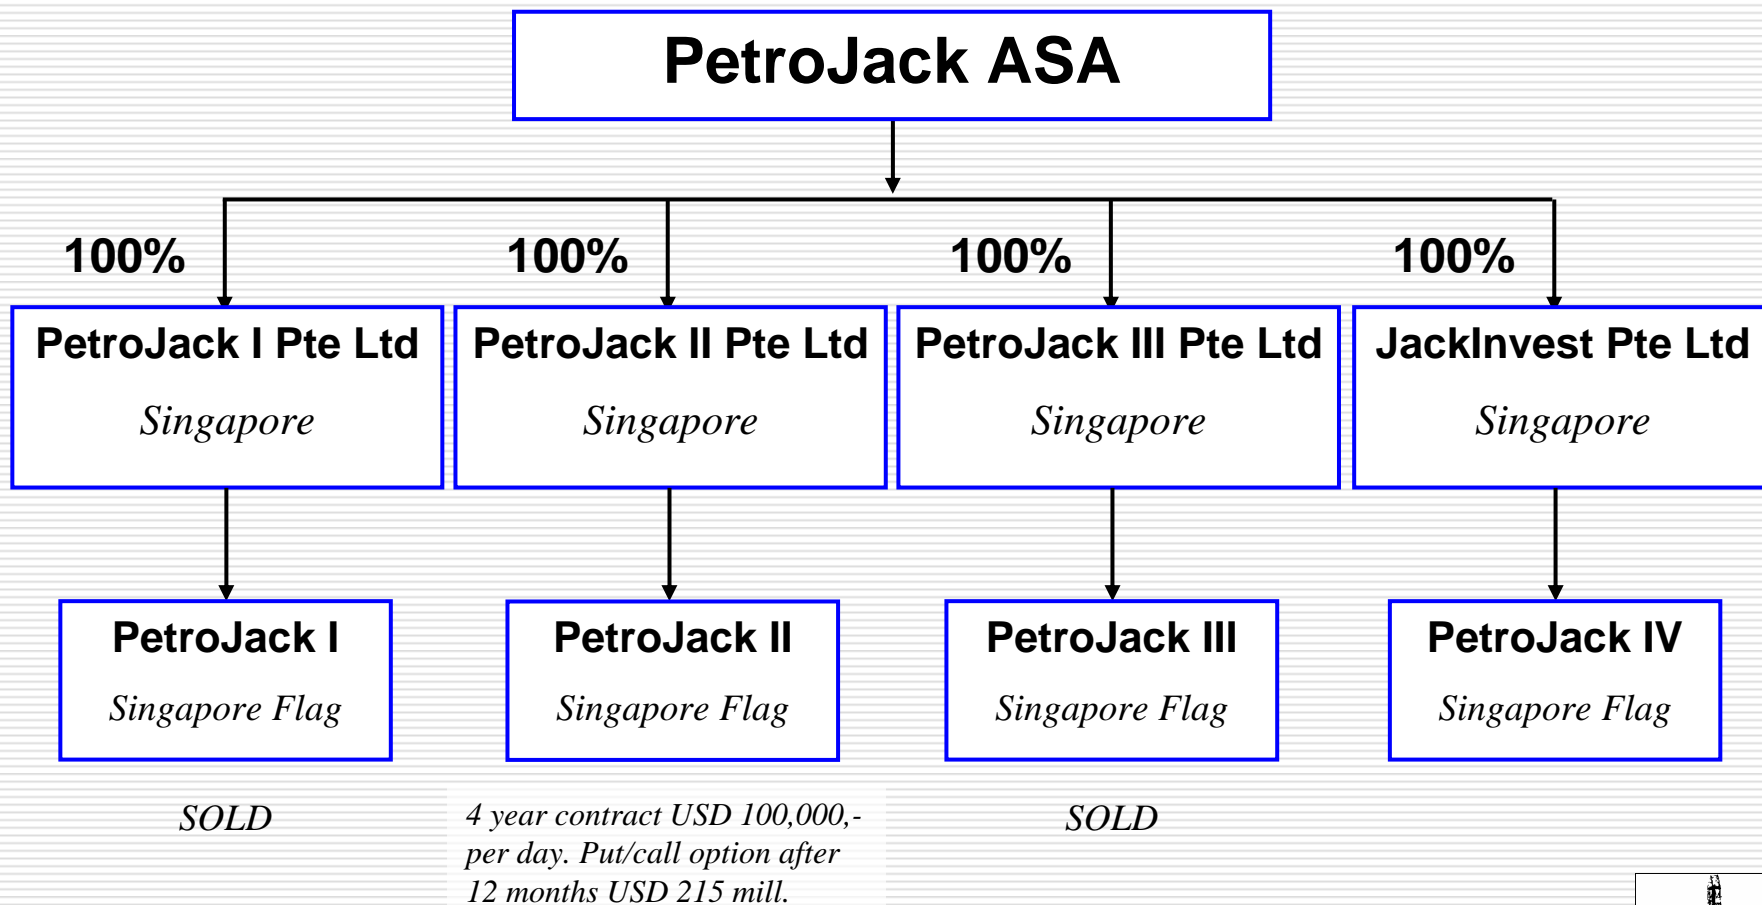 PetroJack ASA
100%
100%
100%
100%
PetroJack I Pte Ltd
Singapore
PetroJack II Pte Ltd
Singapore
PetroJack III Pte Ltd
Singapore
JackInvest Pte Ltd
Singapore
PetroJack I
Singapore Flag
PetroJack II
Singapore Flag
PetroJack III
Singapore Flag
PetroJack IV
Singapore Flag
SOLD
4 year contract USD 100,000,-
per day. Put/call option after
12 months USD 215 mill.
SOLD